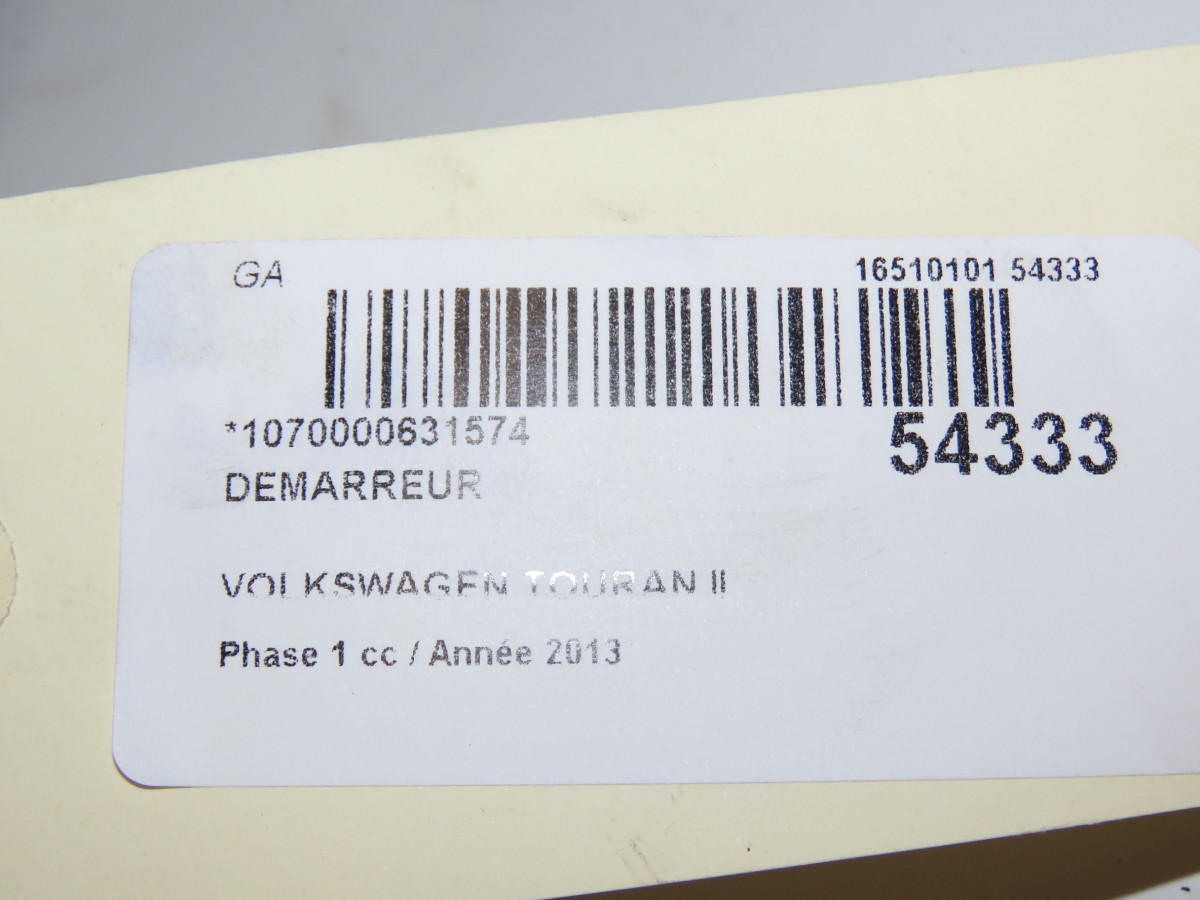 GA 16510101 54333
*1070000631574 54333
DEMARREUR
VOLKSWAGEN TOURAN II
Phase 1 cc / Année 2013